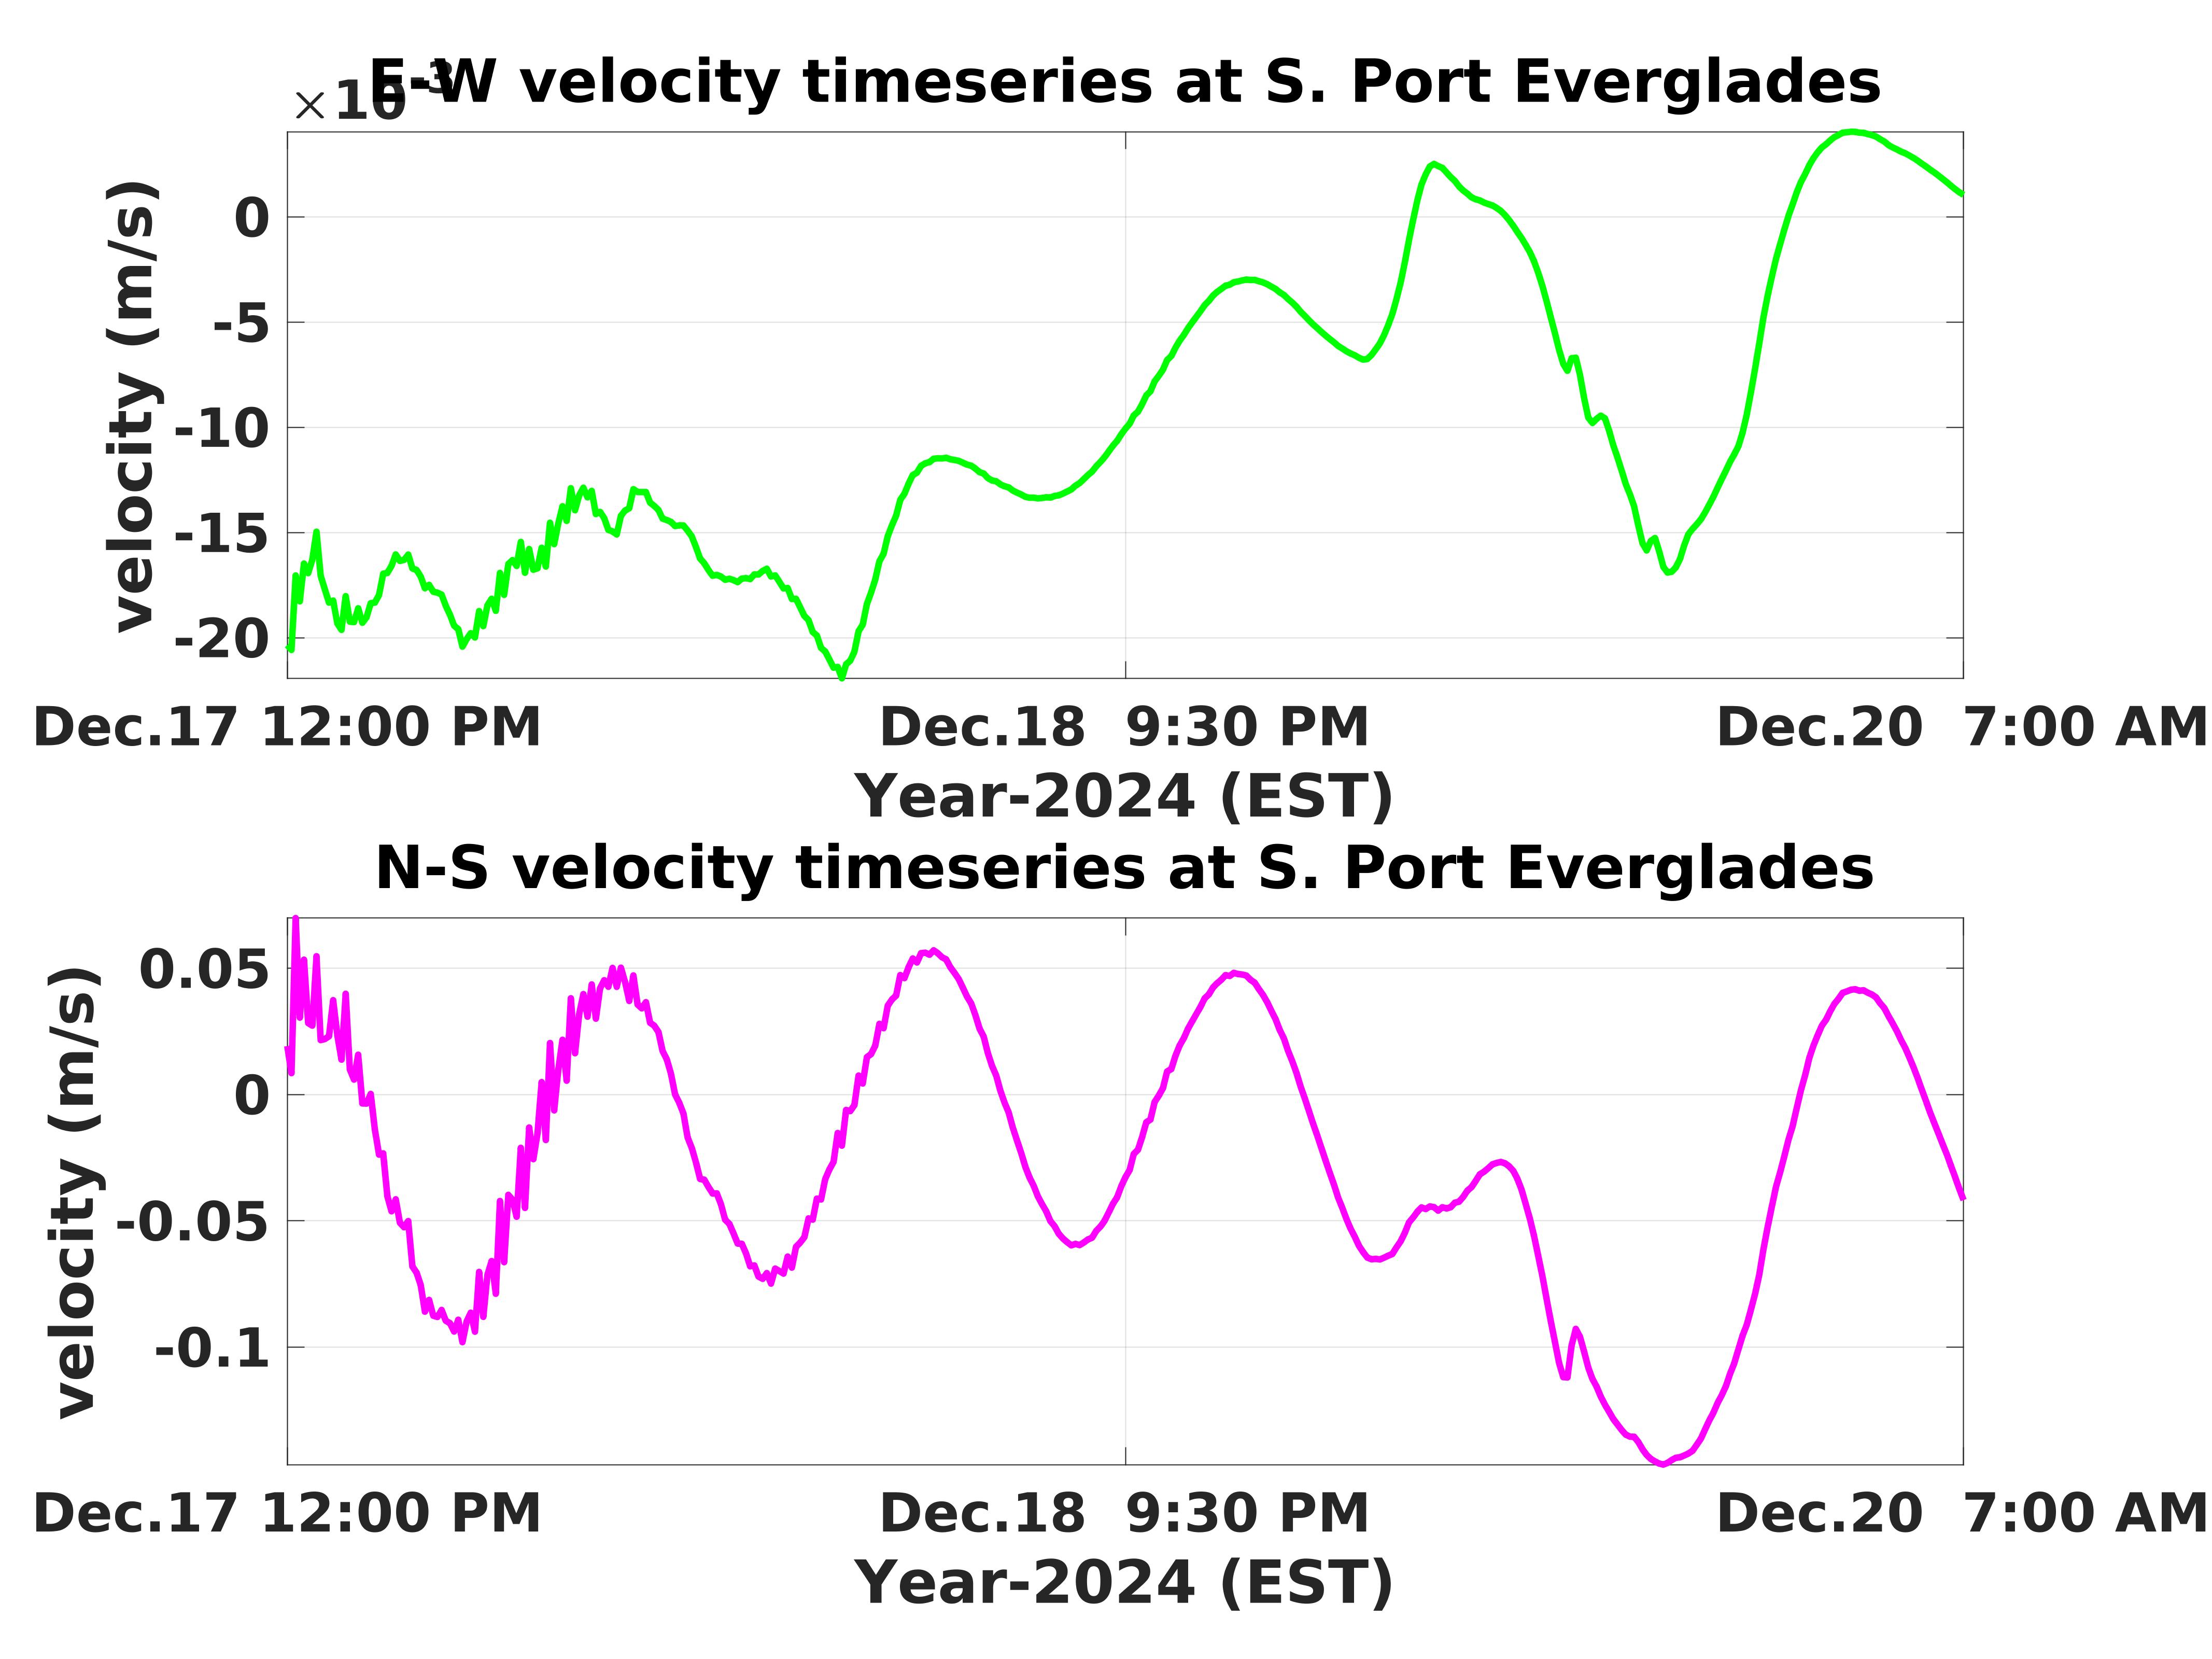 E-W velocity timeseries at S. Port Everglades
×10-3
velocity (m/s)
0
-5
-10
-15
-20
Dec.17 12:00 PM Dec.18 9:30 PM Dec.20 7:00 AM
Year-2024 (EST)
N-S velocity timeseries at S. Port Everglades
velocity (m/s)
0.05
0
-0.05
-0.1
Dec.17 12:00 PM Dec.18 9:30 PM Dec.20 7:00 AM
Year-2024 (EST)